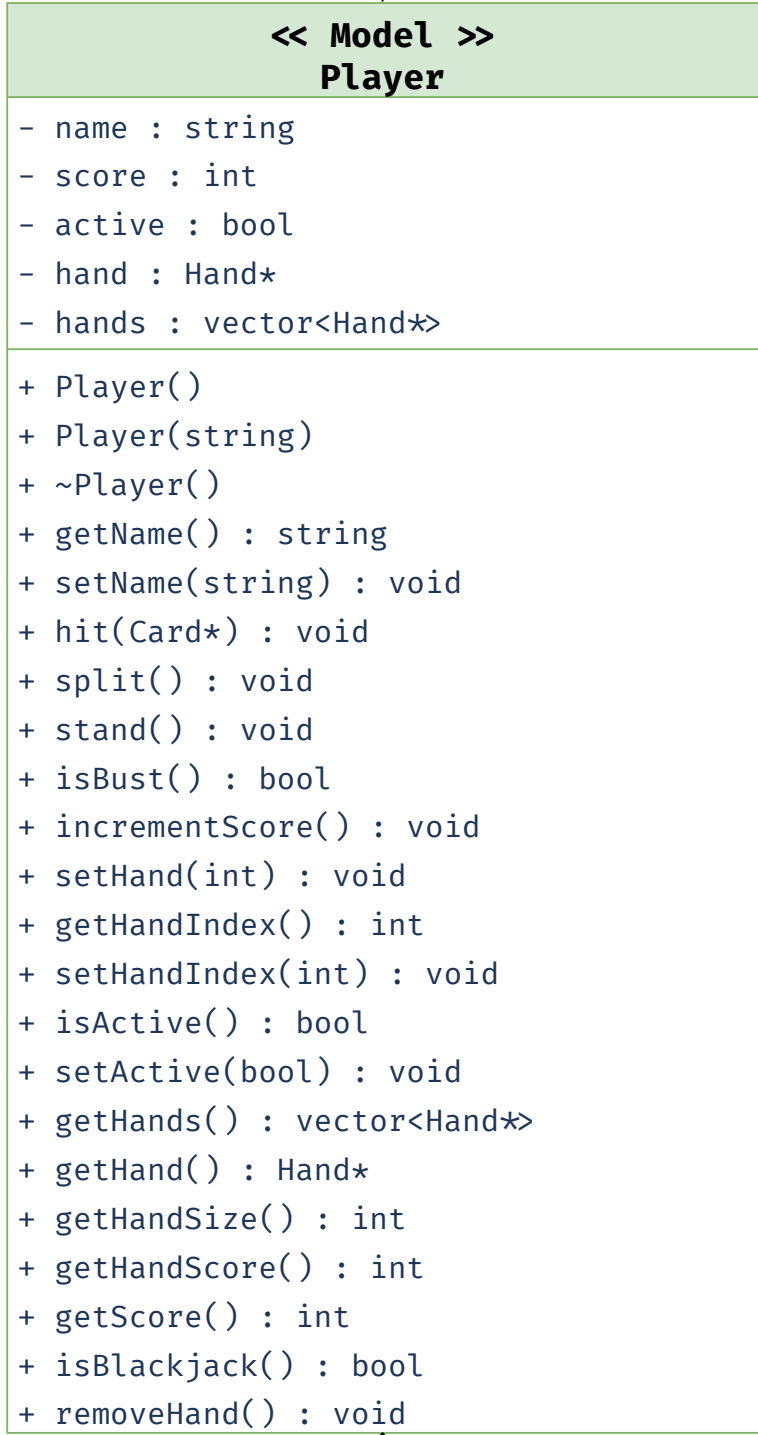 << Model >>
Player
- name : string
- score : int
- active : bool
- hand : Hand*
- hands : vector<Hand*>
+ Player()
+ Player(string)
+ ~Player()
+ getName() : string
+ setName(string) : void
+ hit(Card*) : void
+ split() : void
+ stand() : void
+ isBust() : bool
+ incrementScore() : void
+ setHand(int) : void
+ getHandIndex() : int
+ setHandIndex(int) : void
+ isActive() : bool
+ setActive(bool) : void
+ getHands() : vector<Hand*>
+ getHand() : Hand*
+ getHandSize() : int
+ getHandScore() : int
+ getScore() : int
+ isBlackjack() : bool
+ removeHand() : void